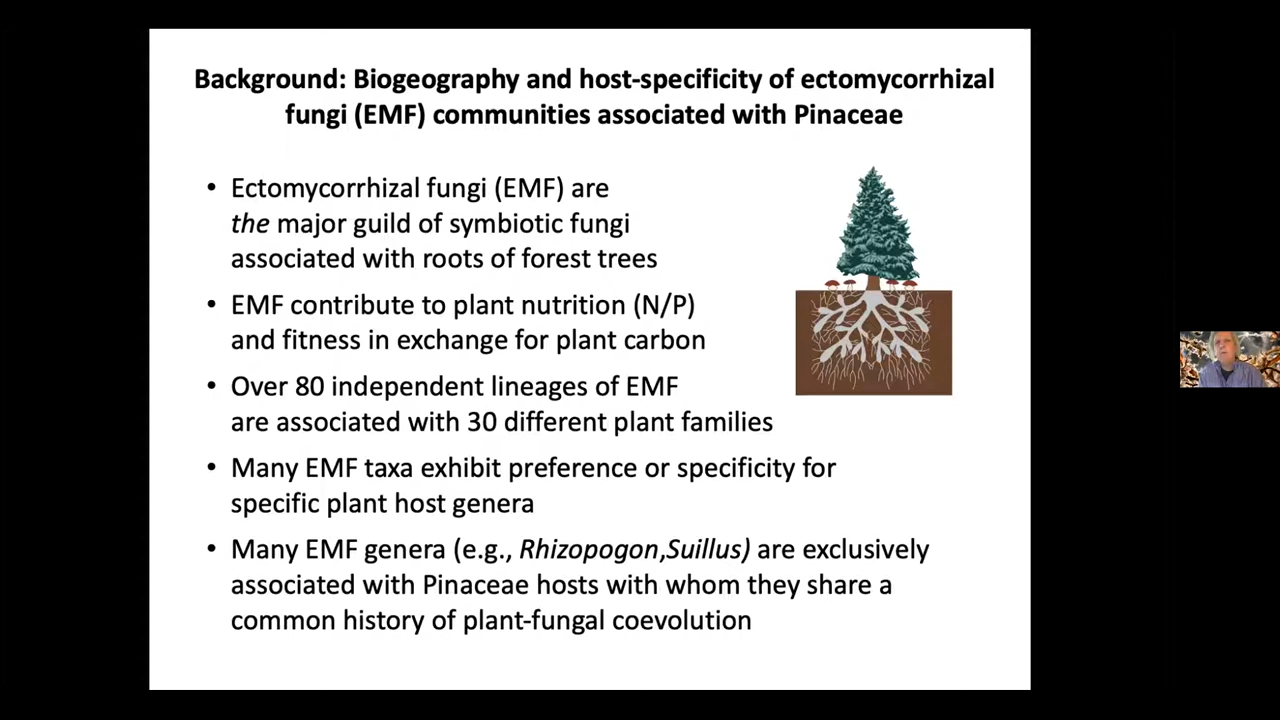 Background: Biogeography and host-specificity of ectomycorrhizal
fungi (EMF) communities associated with Pinaceae
• Ectomycorrhizal fungi (EMF) are
the major guild of symbiotic fungi
associated with roots of forest trees
• EMF contribute to plant nutrition (N/P)
and fitness in exchange for plant carbon
• Over 80 independent lineages of EMF
are associated with 30 different plant families
• Many EMF taxa exhibit preference or specificity for
specific plant host genera
• Many EMF genera (e.g., Rhizopogon,Suillus) are exclusively
associated with Pinaceae hosts with whom they share a
common history of plant-fungal coevolution